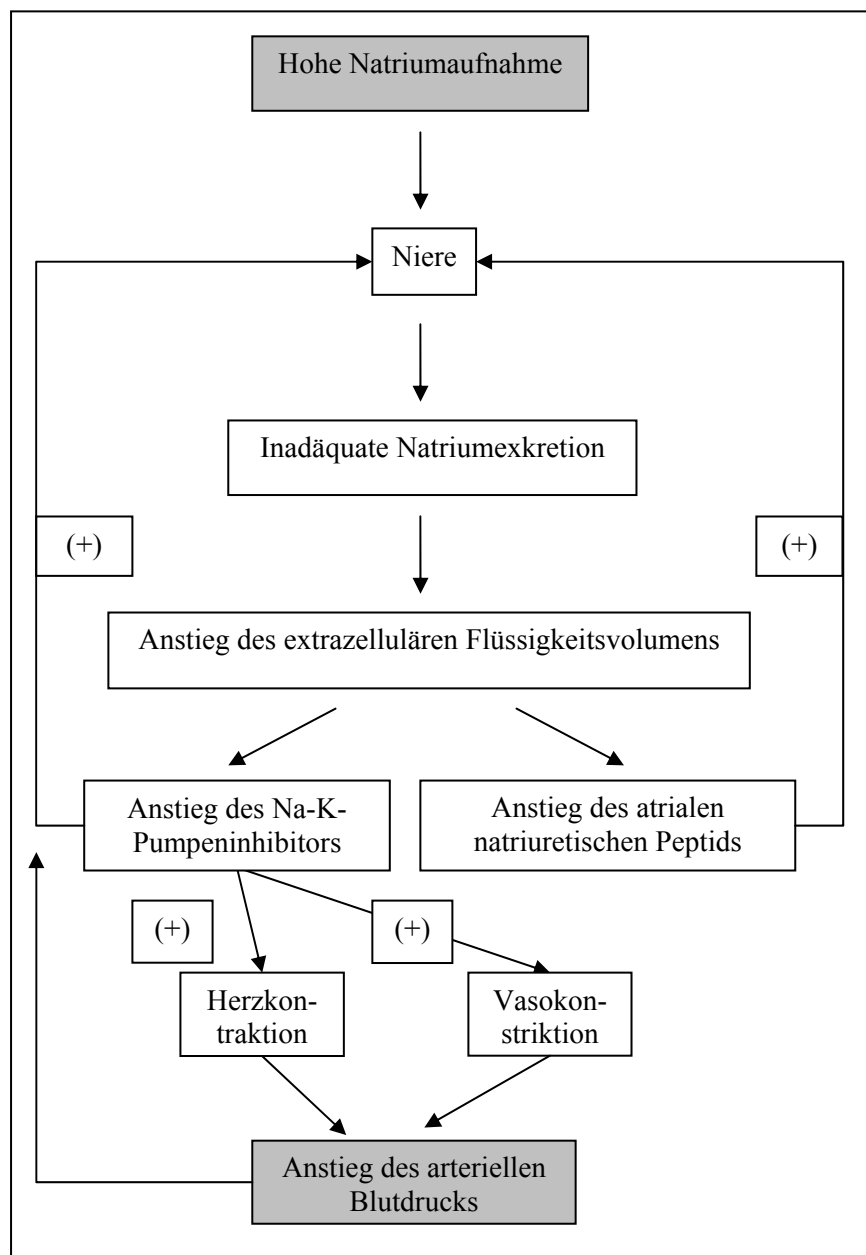 Hohe Natriumaufnahme
Niere
Inadäquate Natriumexkretion
(+)
(+)
Anstieg des extrazellulären Flüssigkeitsvolumens
Anstieg des Na-K-
Pumpeninhibitors
Anstieg des atrialen
natriuretischen Peptids
(+)
(+)
Herzkon-
traktion
Vasokon-
striktion
Anstieg des arteriellen
Blutdrucks